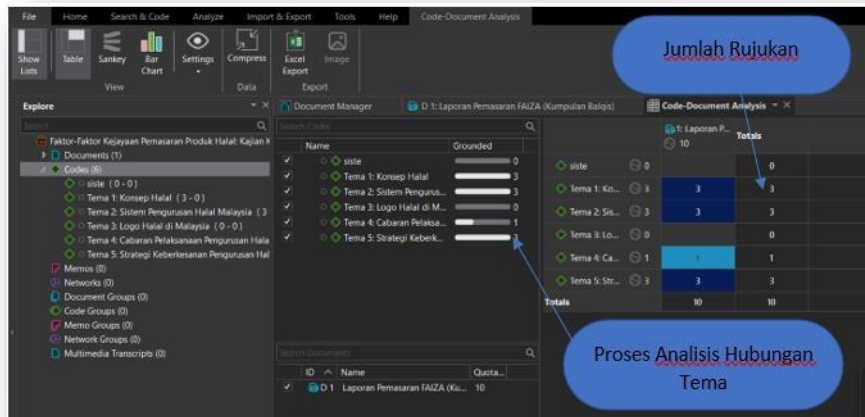 File Home Search & Code Analyze Import & Export Tools Help Code-Document Analysis
Show Lists
Table
Sankey
Bar Chart
Settings
Compress
Excel Export
Image
View
Data
Export
Jumlah Rujukan
Explore
Document Manager
D 1: Laporan Pemasaran FAIZA (Kumpulan Balqis)
Code-Document Analysis
Search
Faktor-Faktor Kejayaan Pemasaran Produk Halal: Kajian K
Documents (1)
Codes (6)
siste (0 - 0)
Tema 1: Konsep Halal (3 - 0)
Tema 2: Sistem Pengurusan Halal Malaysia (3
Tema 3: Logo Halal di Malaysia (0 - 0)
Tema 4: Cabaran Pelaksanaan Pengurusan Hala
Tema 5: Strategi Keberkesanan Pengurusan Hal
Memos (0)
Networks (0)
Document Groups (0)
Code Groups (0)
Memo Groups (0)
Network Groups (0)
Multimedia Transcripts (0)
Search Codes
Name Grounded
siste 0
Tema 1: Konsep Halal 3
Tema 2: Sistem Pengurus... 3
Tema 3: Logo Halal di M... 0
Tema 4: Cabaran Pelaksa... 1
Tema 5: Strategi Keberk... 3
Search Documents
ID Name Quota...
D 1 Laporan Pemasaran FAIZA (Ku... 10
1: Laporan P... Totals
10
siste 0 0
Tema 1: Ko... 3 3 3
Tema 2: Sis... 3 3 3
Tema 3: Lo... 0 0
Tema 4: Ca... 1 1 1
Tema 5: Str... 3 3 3
Totals 10 10
Proses Analisis Hubungan
Tema